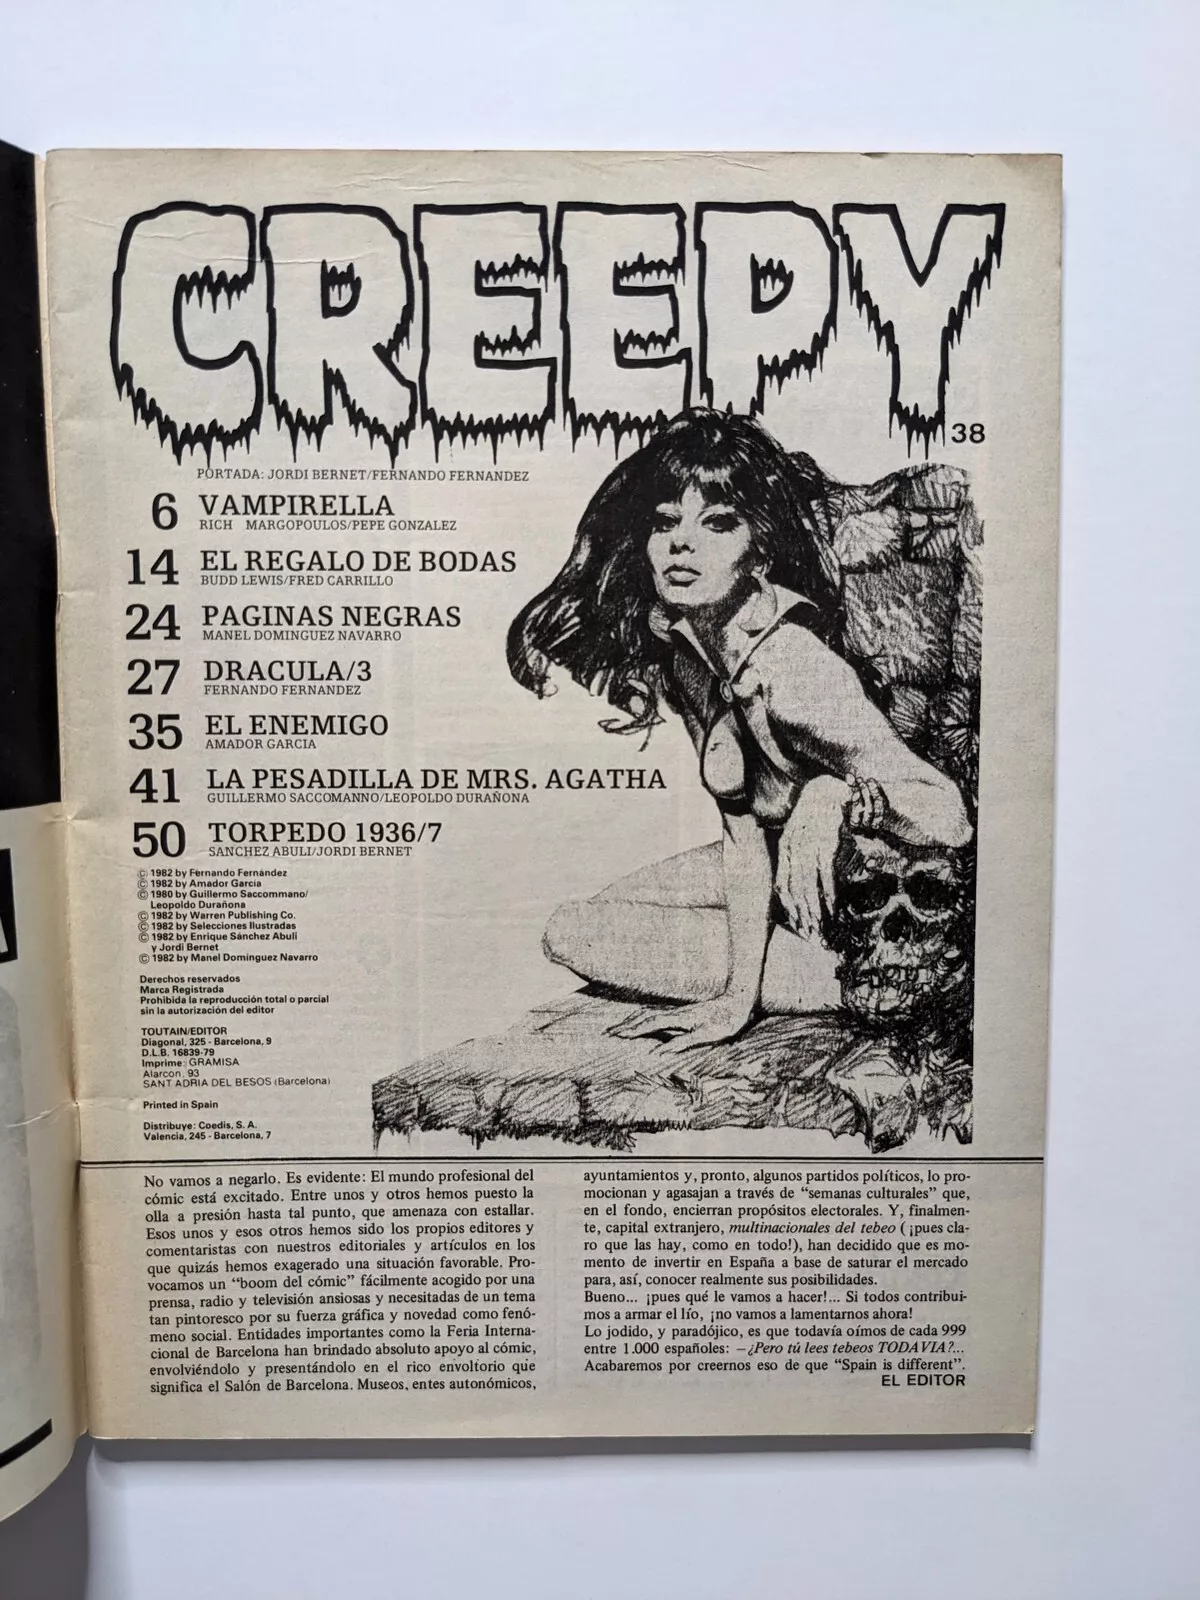 CREEPY
38
PORTADA: JORDI BERNET/FERNANDO FERNANDEZ
6 VAMPIRELLA
RICH MARGOPOULOS/PEPE GONZALEZ
14 EL REGALO DE BODAS
BUDD LEWIS/FRED CARRILLO
24 PAGINAS NEGRAS
MANEL DOMINGUEZ NAVARRO
27 DRACULA/3
FERNANDO FERNANDEZ
35 EL ENEMIGO
AMADOR GARCIA
41 LA PESADILLA DE MRS. AGATHA
GUILLERMO SACCOMANNO/LEOPOLDO DURAÑONA
50 TORPEDO 1936/7
SANCHEZ ABULI/JORDI BERNET
© 1982 by Fernando Fernández
© 1982 by Amador García
© 1980 by Guillermo Saccommano/
Leopoldo Durañona
© 1982 by Warren Publishing Co.
© 1982 by Selecciones Ilustradas
© 1982 by Enrique Sánchez Abulí
y Jordi Bernet
© 1982 by Manel Domínguez Navarro
Derechos reservados
Marca Registrada
Prohibida la reproducción total o parcial
sin la autorización del editor
TOUTAIN/EDITOR
Diagonal, 325 - Barcelona, 9
D.L.B. 16839-79
Imprime: GRAMISA
Alarcon. 93
SANT ADRIA DEL BESOS (Barcelona)
Printed in Spain
Distribuye: Coedis, S. A.
Valencia, 245 - Barcelona, 7
No vamos a negarlo. Es evidente: El mundo profesional del
cómic está excitado. Entre unos y otros hemos puesto la
olla a presión hasta tal punto, que amenaza con estallar.
Esos unos y esos otros hemos sido los propios editores y
comentaristas con nuestros editoriales y artículos en los
que quizás hemos exagerado una situación favorable. Pro-
vocamos un “boom del cómic” fácilmente acogido por una
prensa, radio y televisión ansiosas y necesitadas de un tema
tan pintoresco por su fuerza gráfica y novedad como fenó-
meno social. Entidades importantes como la Feria Interna-
cional de Barcelona han brindado absoluto apoyo al cómic,
envolviéndolo y presentándolo en el rico envoltorio que
significa el Salón de Barcelona. Museos, entes autonómicos,
ayuntamientos y, pronto, algunos partidos políticos, lo pro-
mocionan y agasajan a través de “semanas culturales” que,
en el fondo, encierran propósitos electorales. Y, finalmen-
te, capital extranjero, multinacionales del tebeo (¡pues cla-
ro que las hay, como en todo!), han decidido que es mo-
mento de invertir en España a base de saturar el mercado
para, así, conocer realmente sus posibilidades.
Bueno... ¡pues qué le vamos a hacer!... Si todos contribui-
mos a armar el lío, ¡no vamos a lamentarnos ahora!
Lo jodido, y paradójico, es que todavía oímos de cada 999
entre 1.000 españoles: –¿Pero tú lees tebeos TODAVIA?...
Acabaremos por creernos eso de que “Spain is different”.
EL EDITOR